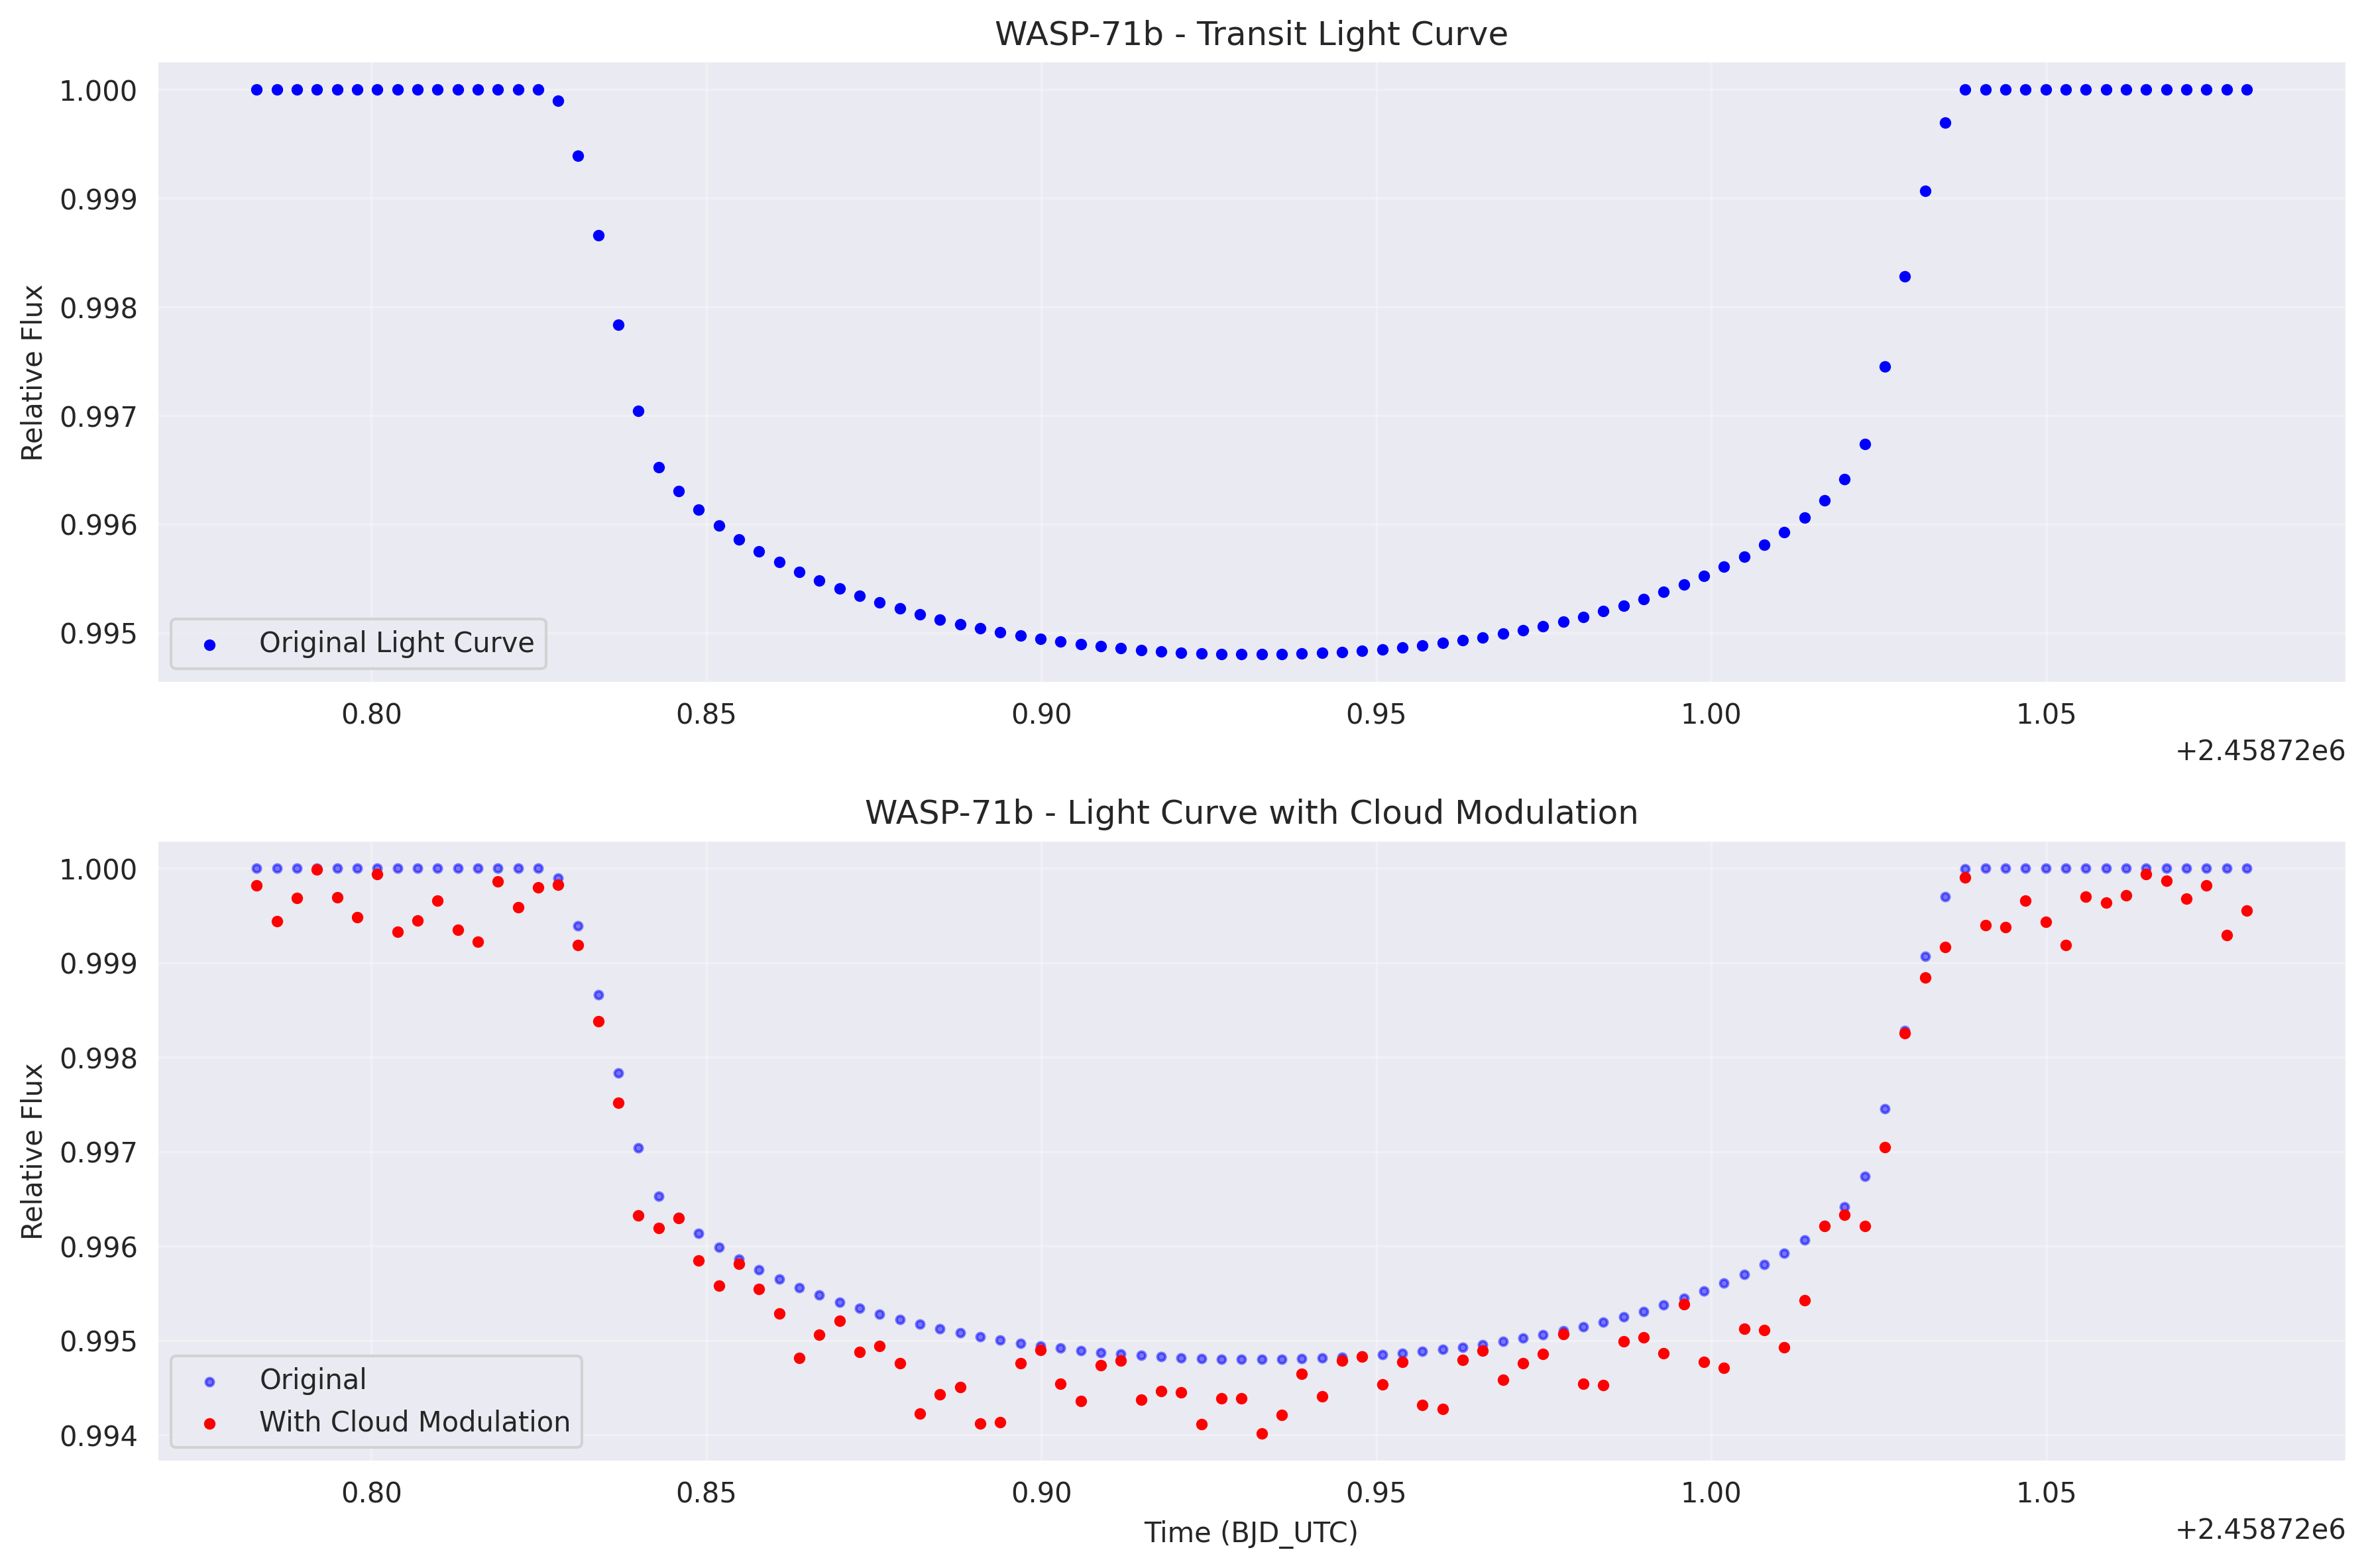 WASP-71b - Transit Light Curve
Relative Flux
1.000
0.999
0.998
0.997
0.996
0.995
Original Light Curve
0.80 0.85 0.90 0.95 1.00 1.05
+2.45872e6
WASP-71b - Light Curve with Cloud Modulation
Relative Flux
1.000
0.999
0.998
0.997
0.996
0.995
0.994
Original
With Cloud Modulation
0.80 0.85 0.90 0.95 1.00 1.05
Time (BJD_UTC)
+2.45872e6